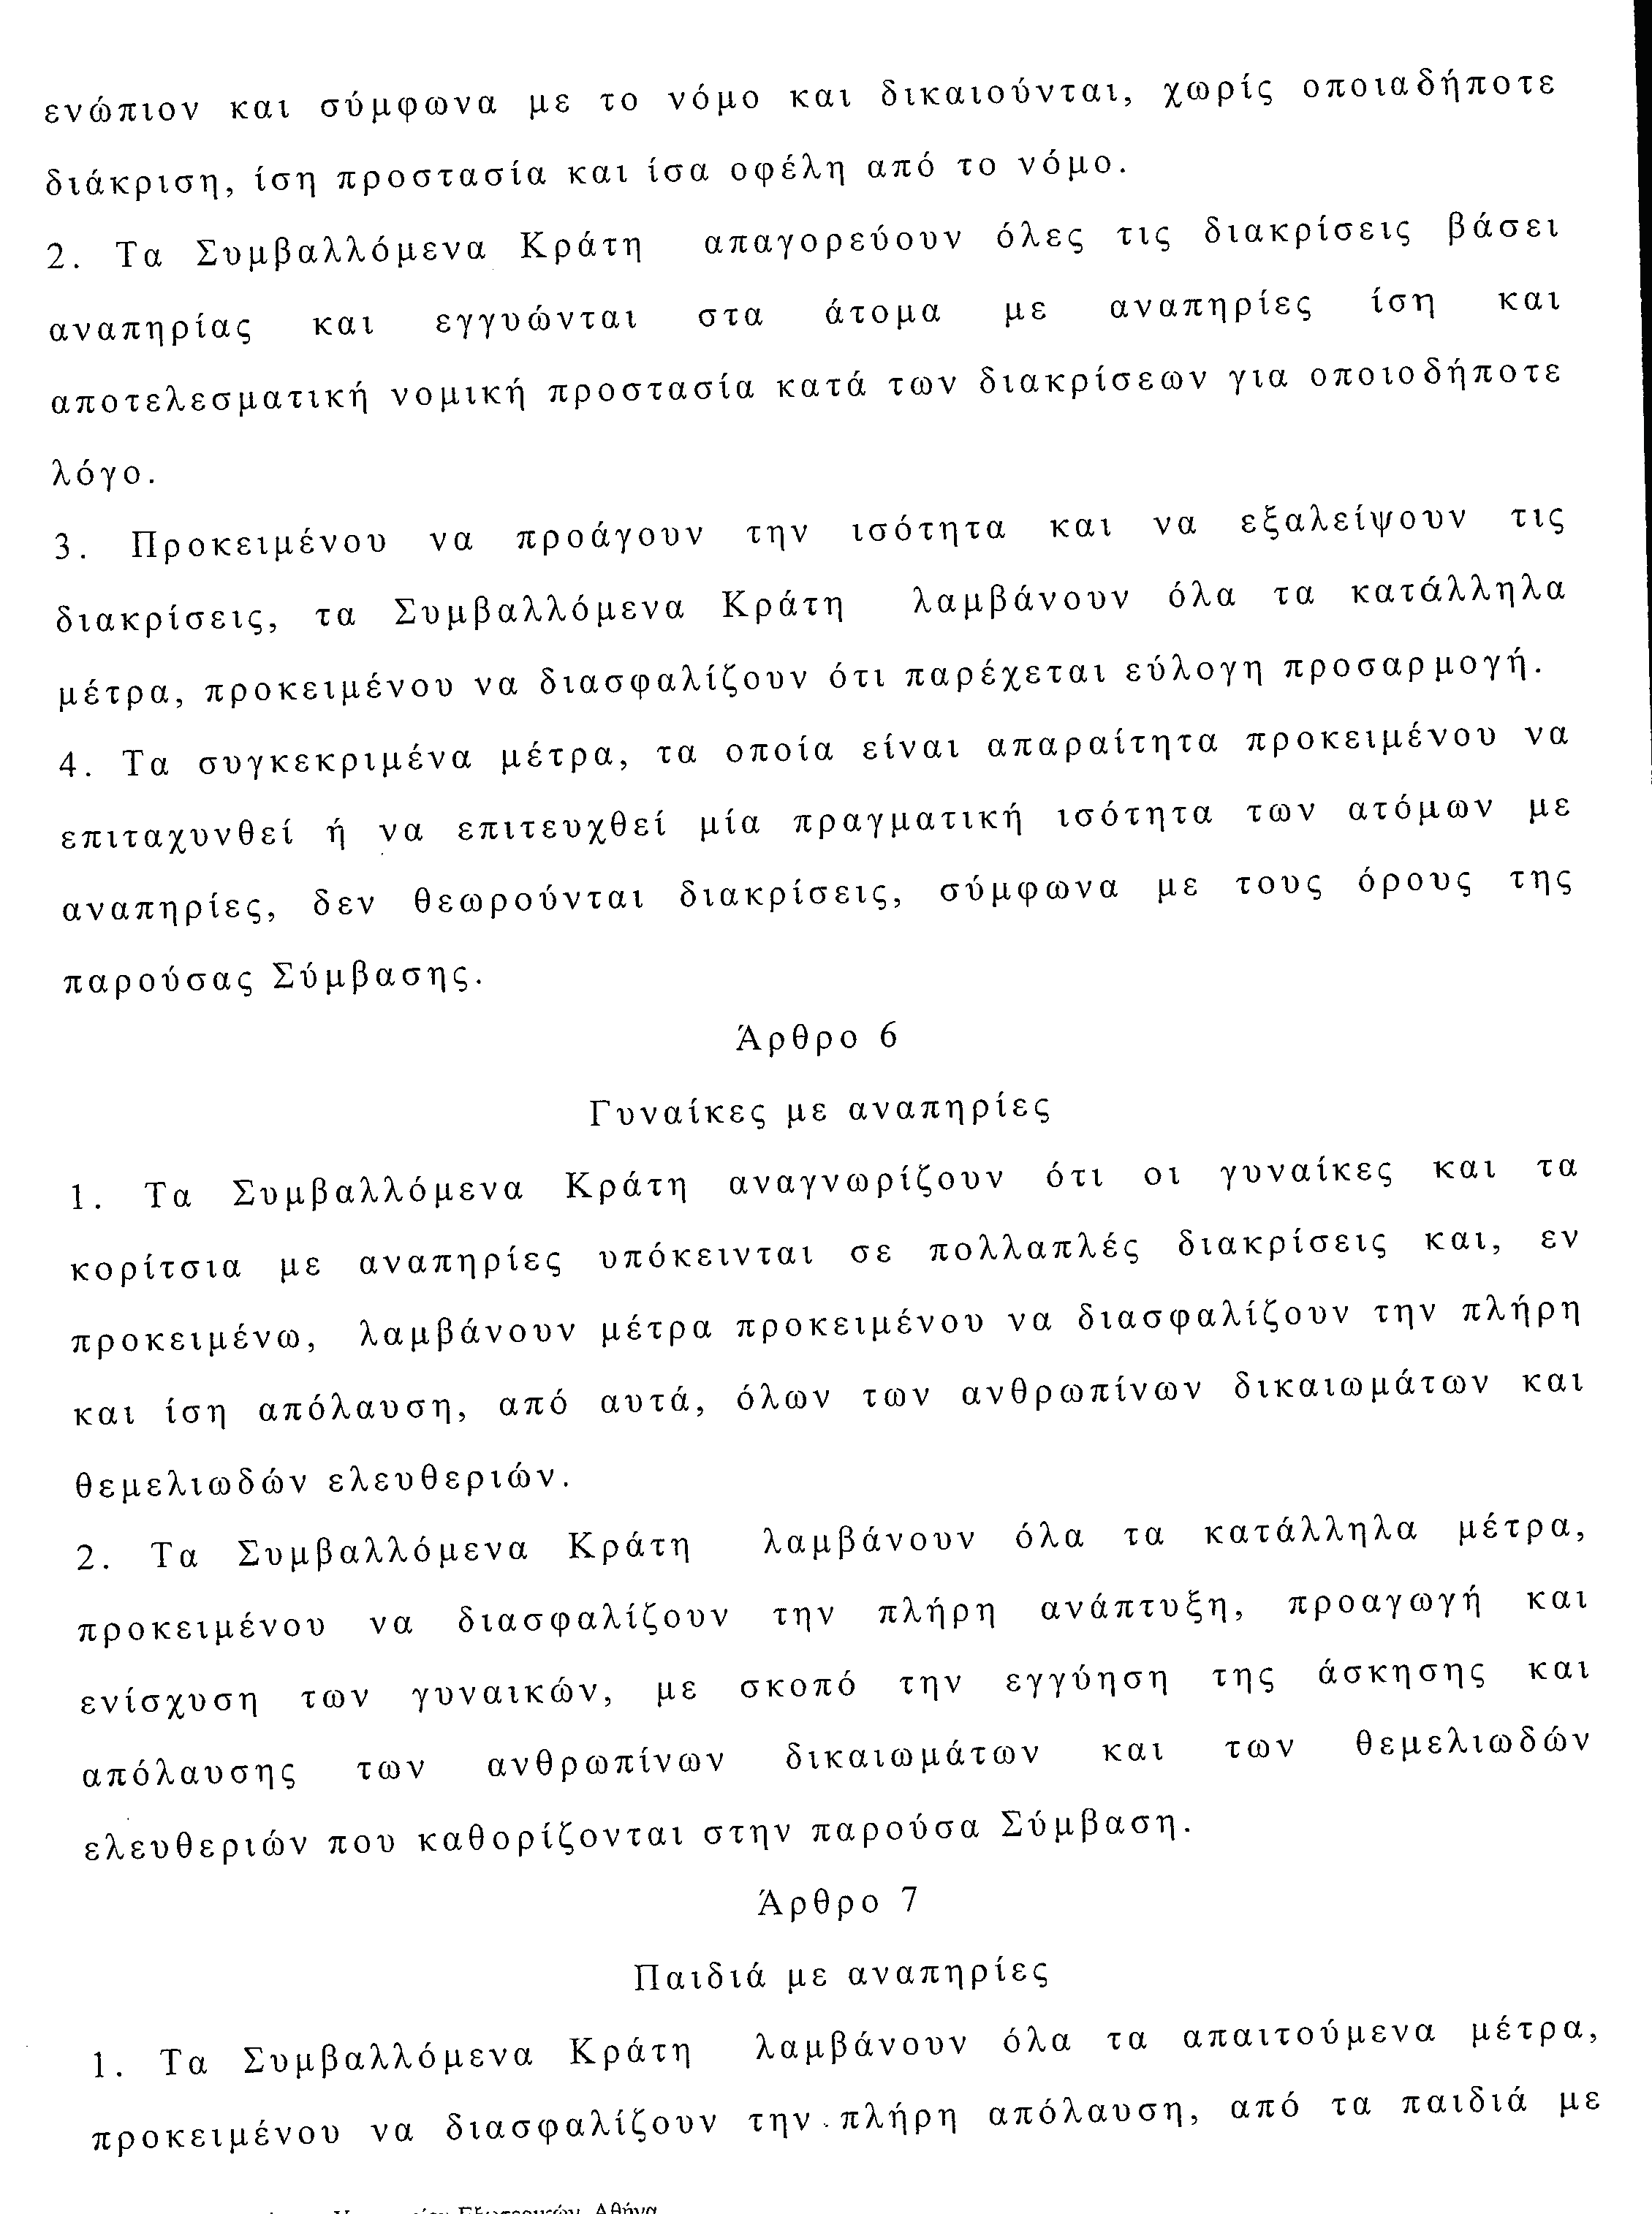 ενώπιον και σύμφωνα με το νόμο και δικαιούνται, χωρίς οποιαδήποτε
διάκριση, ίση προστασία και ίσα οφέλη από το νόμο.
2. Τα Συμβαλλόμενα Κράτη απαγορεύουν όλες τις διακρίσεις βάσει
αναπηρίας και εγγυώνται στα άτομα με αναπηρίες ίση και
αποτελεσματική νομική προστασία κατά των διακρίσεων για οποιοδήποτε
λόγο.
3. Προκειμένου να προάγουν την ισότητα και να εξαλείψουν τις
διακρίσεις, τα Συμβαλλόμενα Κράτη λαμβάνουν όλα τα κατάλληλα
μέτρα, προκειμένου να διασφαλίζουν ότι παρέχεται εύλογη προσαρμογή.
4. Τα συγκεκριμένα μέτρα, τα οποία είναι απαραίτητα προκειμένου να
επιταχυνθεί ή να επιτευχθεί μία πραγματική ισότητα των ατόμων με
αναπηρίες, δεν θεωρούνται διακρίσεις, σύμφωνα με τους όρους της
παρούσας Σύμβασης.
Άρθρο 6
Γυναίκες με αναπηρίες
1. Τα Συμβαλλόμενα Κράτη αναγνωρίζουν ότι οι γυναίκες και τα
κορίτσια με αναπηρίες υπόκεινται σε πολλαπλές διακρίσεις και, εν
προκειμένω, λαμβάνουν μέτρα προκειμένου να διασφαλίζουν την πλήρη
και ίση απόλαυση, από αυτά, όλων των ανθρωπίνων δικαιωμάτων και
θεμελιωδών ελευθεριών.
2. Τα Συμβαλλόμενα Κράτη λαμβάνουν όλα τα κατάλληλα μέτρα,
προκειμένου να διασφαλίζουν την πλήρη ανάπτυξη, προαγωγή και
ενίσχυση των γυναικών, με σκοπό την εγγύηση της άσκησης και
απόλαυσης των ανθρωπίνων δικαιωμάτων και των θεμελιωδών
ελευθεριών που καθορίζονται στην παρούσα Σύμβαση.
Άρθρο 7
Παιδιά με αναπηρίες
1. Τα Συμβαλλόμενα Κράτη λαμβάνουν όλα τα απαιτούμενα μέτρα,
προκειμένου να διασφαλίζουν την πλήρη απόλαυση, από τα παιδιά με
Εξωτερικών, Αθήνα